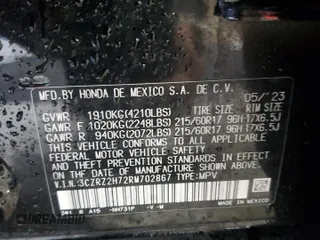 MFD.BY HONDA DE MEXICO S.A. DE C.V. 05/23
TIRE SIZE RIM SIZE
GVWR 1910KG(4210LBS)
GAWR F 1020KG(2248LBS) 215/60R17 96H 17X6.5J
GAWR R 940KG(2072LBS) 215/60R17 96H 17X6.5J
THIS VEHICLE CONFORMS TO ALL APPLICABLE
FEDERAL MOTOR VEHICLE SAFETY AND
THEFT PREVENTION STANDARDS IN EFFECT ON THE
DATE OF MANUFACTURE SHOWN ABOVE.
V.I.N.:3CZRZ2H72RM702867 TYPE:MPV
A15 NH731P V -M